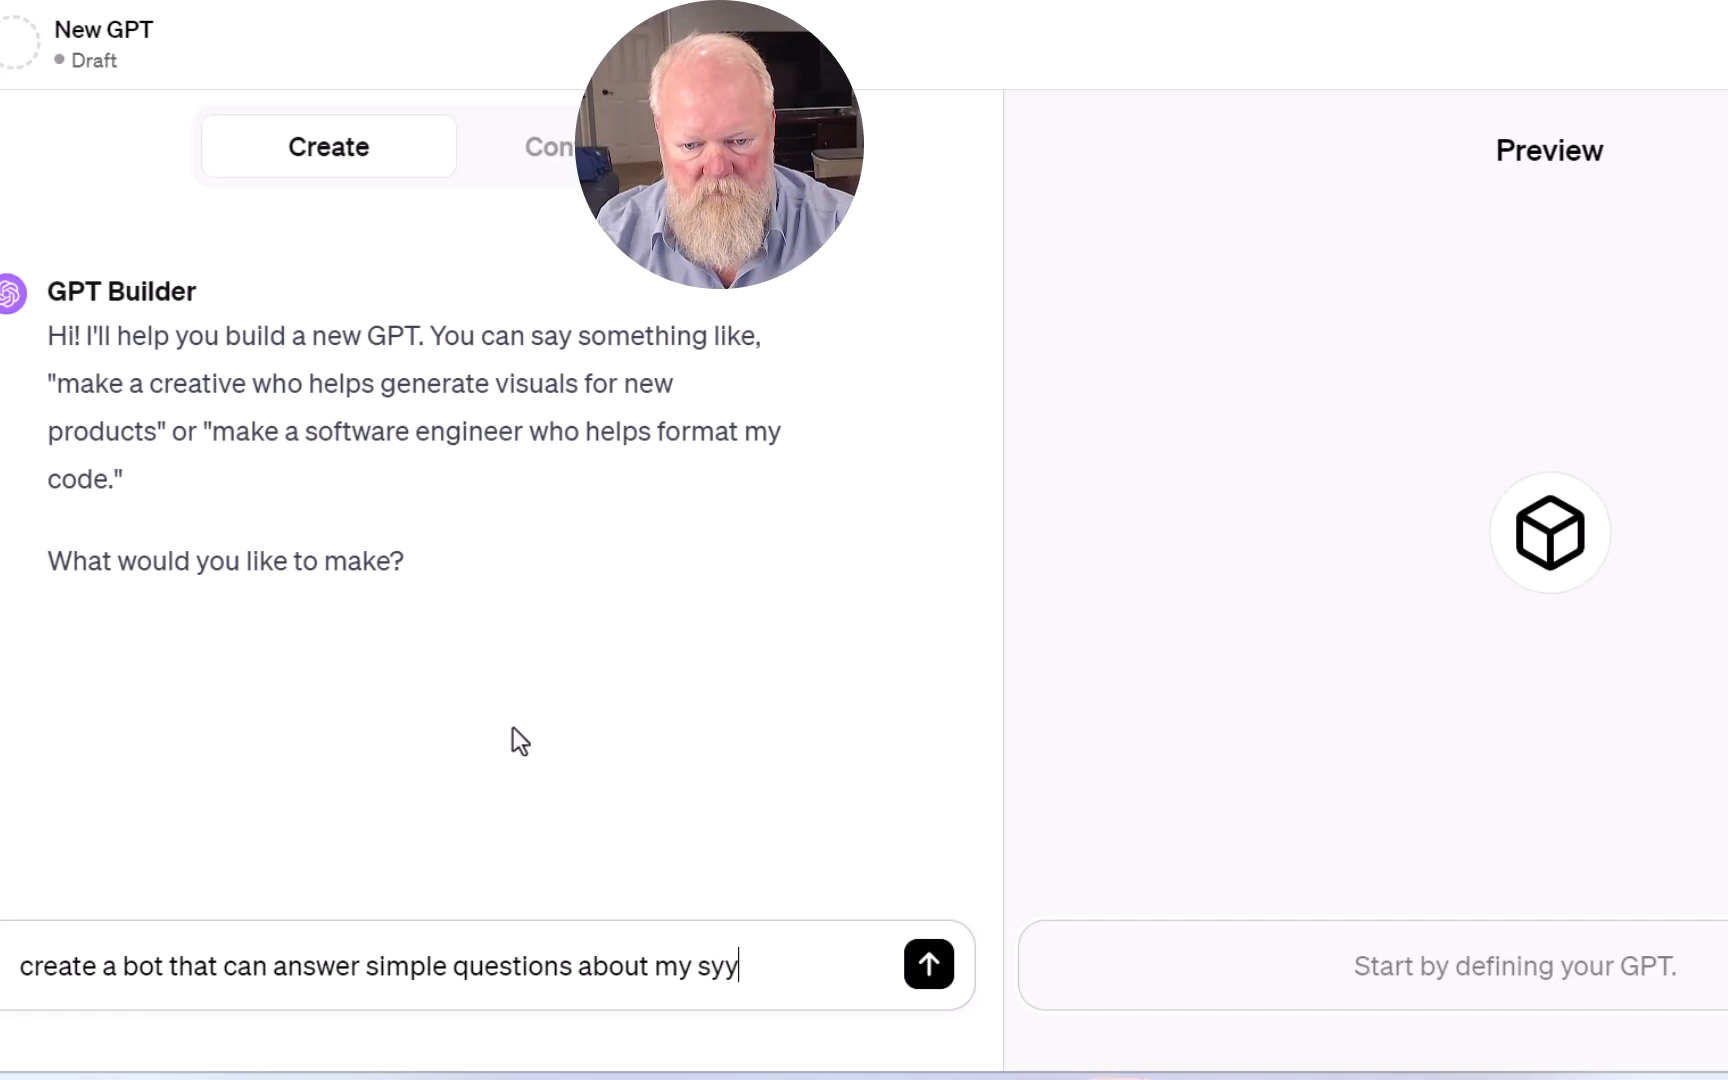 New GPT
Draft
Create
Con
Preview
GPT Builder
Hi! I'll help you build a new GPT. You can say something like,
"make a creative who helps generate visuals for new
products" or "make a software engineer who helps format my
code."
What would you like to make?
create a bot that can answer simple questions about my syy
Start by defining your GPT.